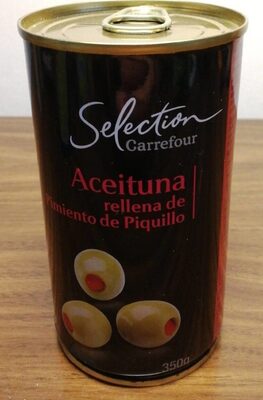 Selection
Carrefour
Aceituna
rellena de
Pimiento de Piquillo
350g